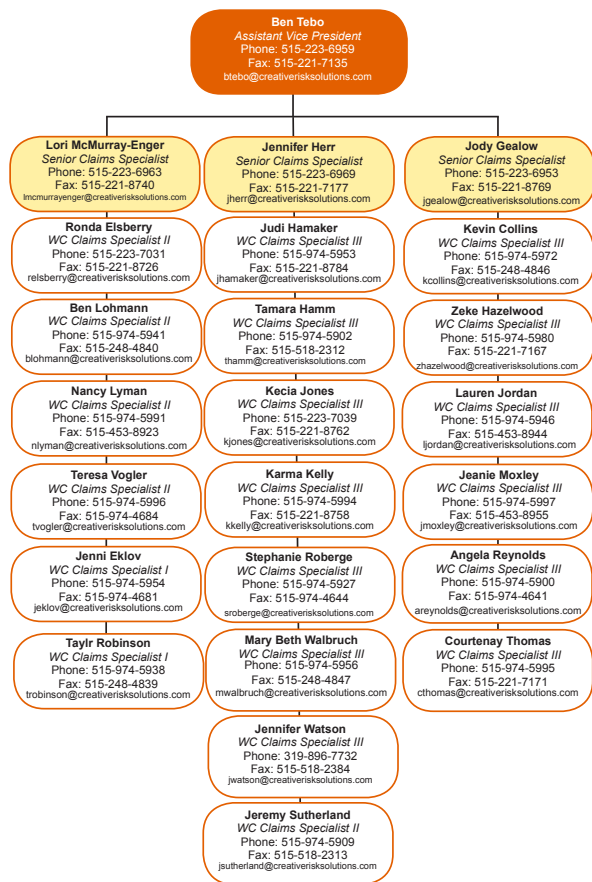 Ben Tebo
Assistant Vice President
Phone: 515-223-6959
Fax: 515-221-7135
btebo@creativerisksolutions.com
Lori McMurray-Enger
Senior Claims Specialist
Phone: 515-223-6963
Fax: 515-221-8740
lmcmurrayenger@creativerisksolutions.com
Ronda Elsberry
WC Claims Specialist II
Phone: 515-223-7031
Fax: 515-221-8726
relsberry@creativerisksolutions.com
Ben Lohmann
WC Claims Specialist II
Phone: 515-974-5941
Fax: 515-248-4840
blohmann@creativerisksolutions.com
Nancy Lyman
WC Claims Specialist II
Phone: 515-974-5991
Fax: 515-453-8923
nlyman@creativerisksolutions.com
Teresa Vogler
WC Claims Specialist II
Phone: 515-974-5996
Fax: 515-974-4684
tvogler@creativerisksolutions.com
Jenni Eklov
WC Claims Specialist I
Phone: 515-974-5954
Fax: 515-974-4681
jeklov@creativerisksolutions.com
Taylr Robinson
WC Claims Specialist I
Phone: 515-974-5938
Fax: 515-248-4839
trobinson@creativerisksolutions.com
Jennifer Herr
Senior Claims Specialist
Phone: 515-223-6969
Fax: 515-221-7177
jherr@creativerisksolutions.com
Judi Hamaker
WC Claims Specialist III
Phone: 515-974-5953
Fax: 515-221-8784
jhamaker@creativerisksolutions.com
Tamara Hamm
WC Claims Specialist III
Phone: 515-974-5902
Fax: 515-518-2312
thamm@creativerisksolutions.com
Kecia Jones
WC Claims Specialist III
Phone: 515-223-7039
Fax: 515-221-8762
kjones@creativerisksolutions.com
Karma Kelly
WC Claims Specialist III
Phone: 515-974-5994
Fax: 515-221-8758
kkelly@creativerisksolutions.com
Stephanie Roberge
WC Claims Specialist III
Phone: 515-974-5927
Fax: 515-974-4644
sroberge@creativerisksolutions.com
Mary Beth Walbruch
WC Claims Specialist III
Phone: 515-974-5956
Fax: 515-248-4847
mwalbruch@creativerisksolutions.com
Jennifer Watson
WC Claims Specialist III
Phone: 319-896-7732
Fax: 515-518-2384
jwatson@creativerisksolutions.com
Jeremy Sutherland
WC Claims Specialist II
Phone: 515-974-5909
Fax: 515-518-2313
jsutherland@creativerisksolutions.com
Jody Gealow
Senior Claims Specialist
Phone: 515-223-6953
Fax: 515-221-8769
jgealow@creativerisksolutions.com
Kevin Collins
WC Claims Specialist III
Phone: 515-974-5972
Fax: 515-248-4846
kcollins@creativerisksolutions.com
Zeke Hazelwood
WC Claims Specialist III
Phone: 515-974-5980
Fax: 515-221-7167
zhazelwood@creativerisksolutions.com
Lauren Jordan
WC Claims Specialist III
Phone: 515-974-5946
Fax: 515-453-8944
ljordan@creativerisksolutions.com
Jeanie Moxley
WC Claims Specialist III
Phone: 515-974-5997
Fax: 515-453-8955
jmoxley@creativerisksolutions.com
Angela Reynolds
WC Claims Specialist III
Phone: 515-974-5900
Fax: 515-974-4641
areynolds@creativerisksolutions.com
Courtenay Thomas
WC Claims Specialist III
Phone: 515-974-5995
Fax: 515-221-7171
cthomas@creativerisksolutions.com